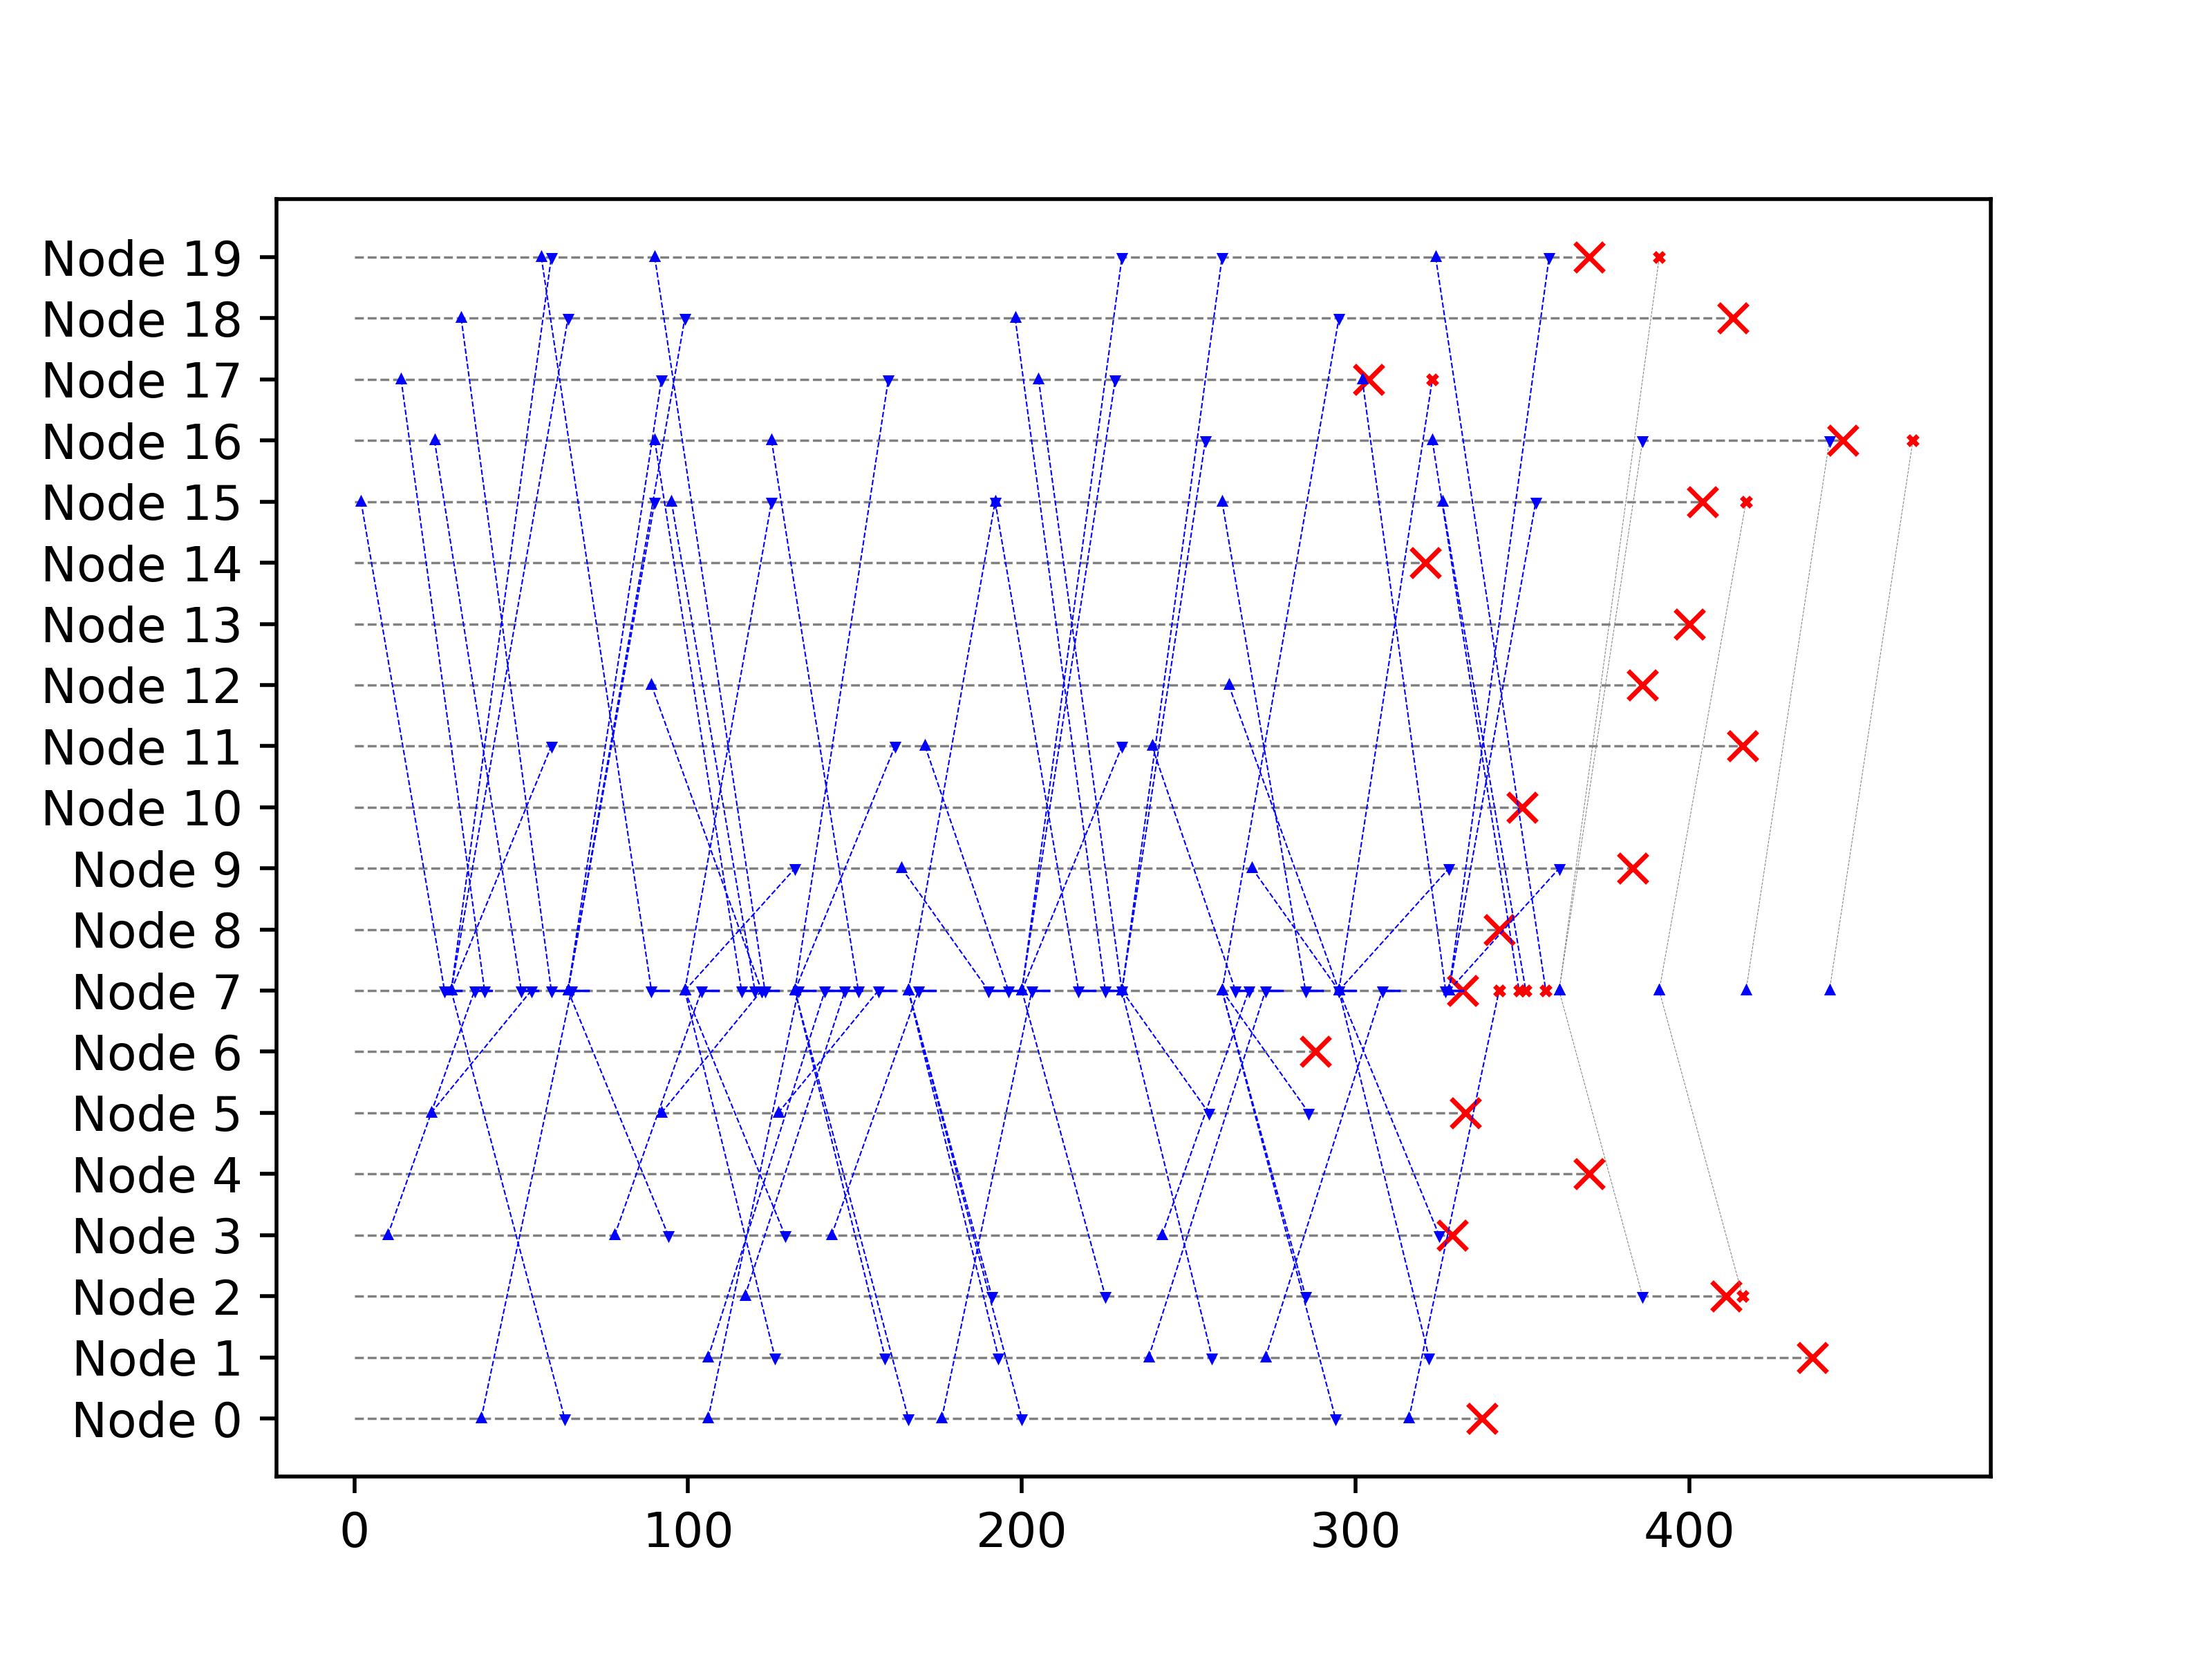 Node 19
Node 18
Node 17
Node 16
Node 15
Node 14
Node 13
Node 12
Node 11
Node 10
Node 9
Node 8
Node 7
Node 6
Node 5
Node 4
Node 3
Node 2
Node 1
Node 0
0 100 200 300 400